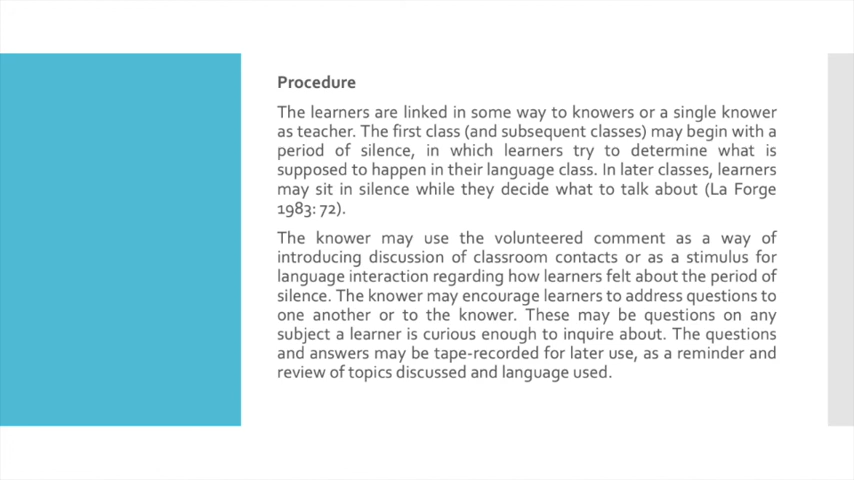 Procedure
The learners are linked in some way to knowers or a single knower
as teacher. The first class (and subsequent classes) may begin with a
period of silence, in which learners try to determine what is
supposed to happen in their language class. In later classes, learners
may sit in silence while they decide what to talk about (La Forge
1983: 72).
The knower may use the volunteered comment as a way of
introducing discussion of classroom contacts or as a stimulus for
language interaction regarding how learners felt about the period of
silence. The knower may encourage learners to address questions to
one another or to the knower. These may be questions on any
subject a learner is curious enough to inquire about. The questions
and answers may be tape-recorded for later use, as a reminder and
review of topics discussed and language used.